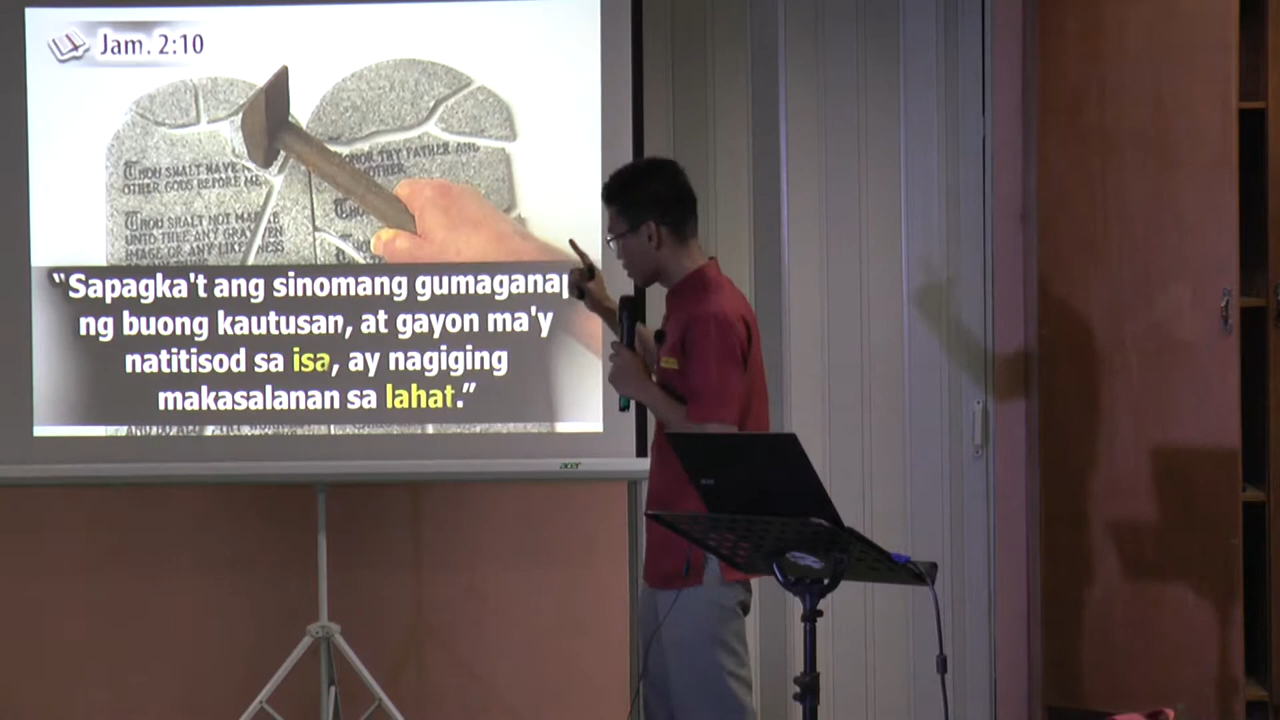 Jam. 2:10
THOU SHALT HAVE
OTHER GODS BEFORE ME
THOU SHALT NOT MAKE
UNTO THEE ANY GRAVEN
IMAGE OR ANY LIKENESS
HONOR THY FATHER AND
MOTHER.
THOU
"Sapagka't ang sinomang gumaganap
ng buong kautusan, at gayon ma'y
natitisod sa isa, ay nagiging
makasalanan sa lahat."
acer